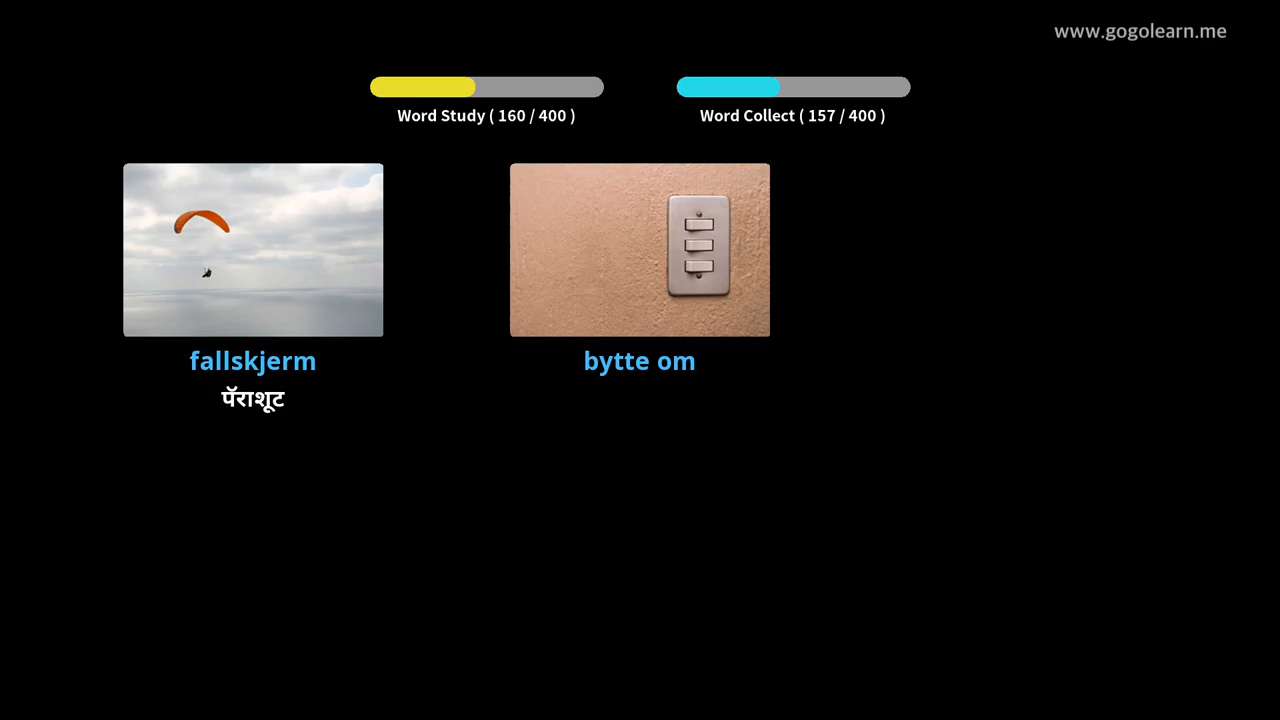 www.gogolearn.me
Word Study ( 160 / 400 )
Word Collect ( 157 / 400 )
fallskjerm
bytte om
पॅराशूट